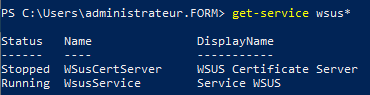 PS C:\Users\administrateur.FORM> get-service wsus*
Status   Name               DisplayName
------   ----               -----------
Stopped  WSusCertServer     WSUS Certificate Server
Running  WsusService        Service WSUS